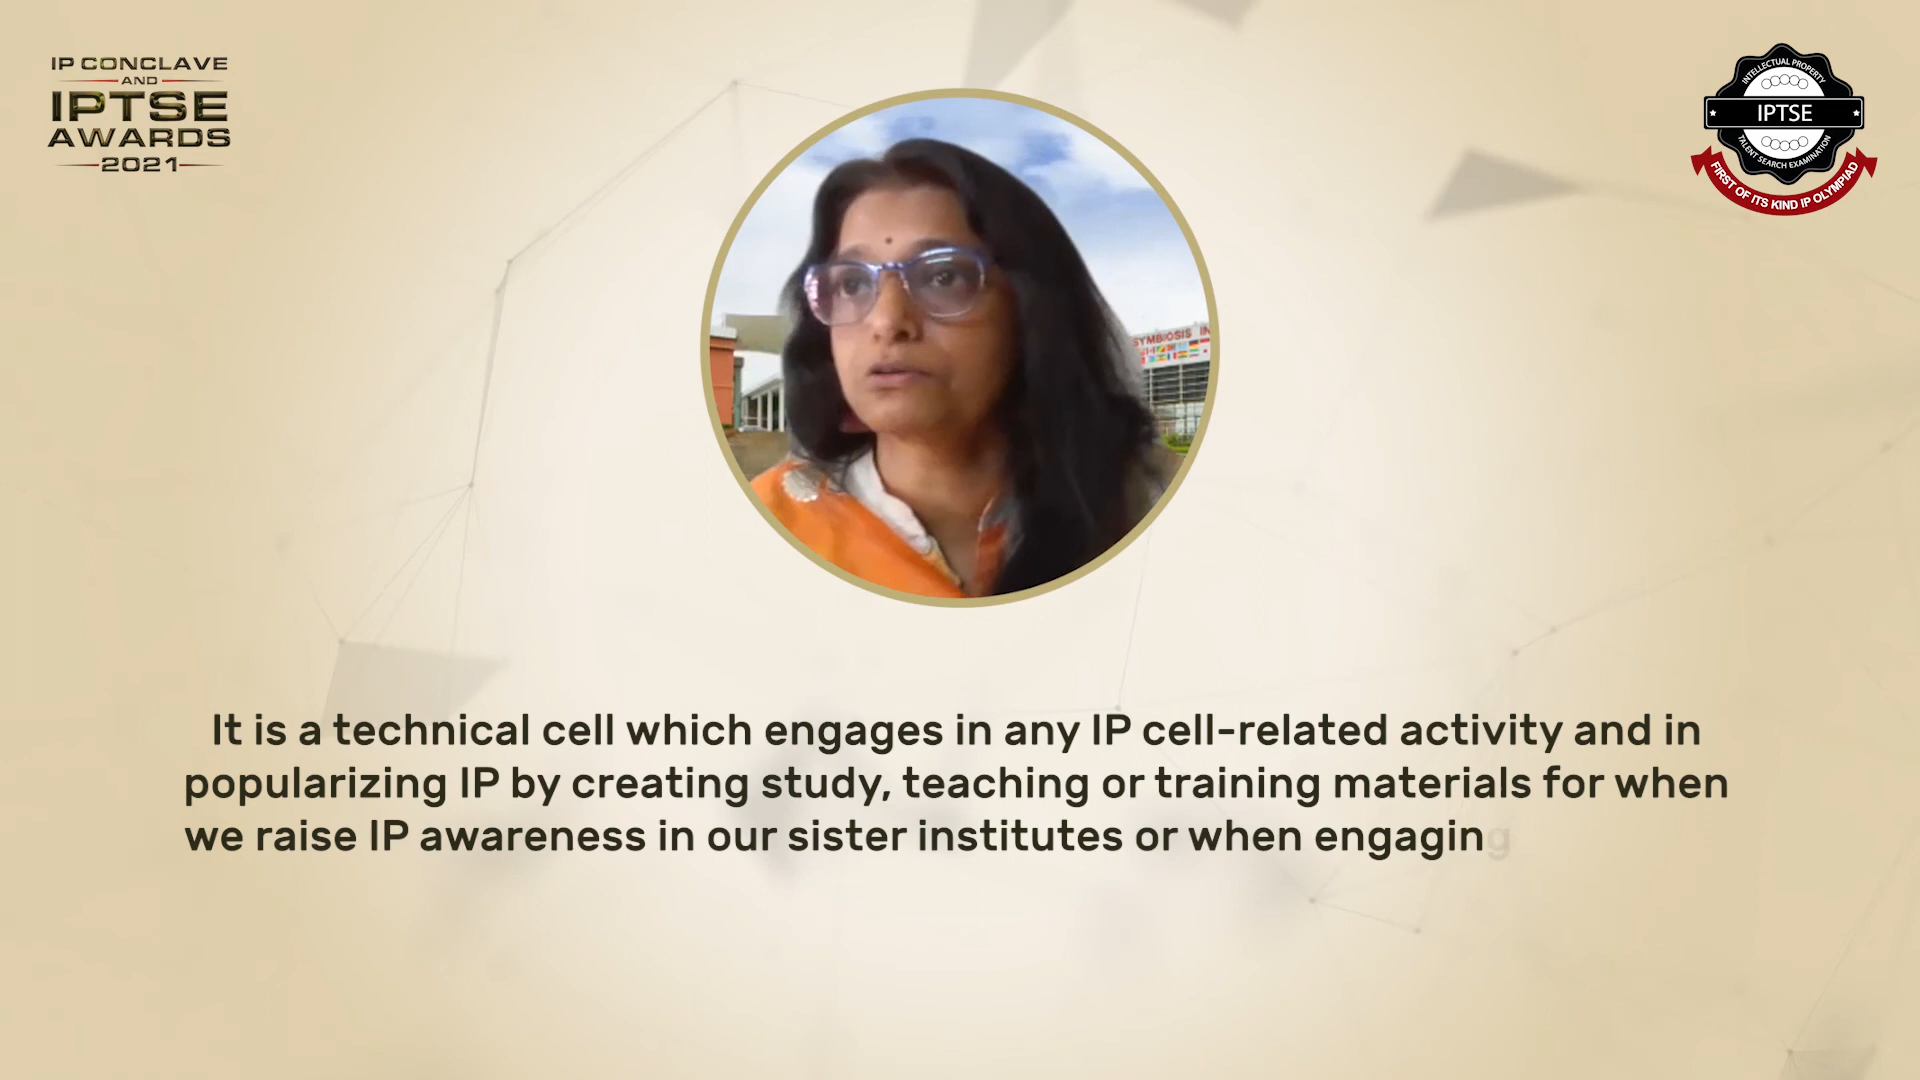 IP CONCLAVE
AND
IPTSE
AWARDS
2021
INTELLECTUAL PROPERTY
IPTSE
TALENT SEARCH EXAMINATION
FIRST OF ITS KIND IP OLYMPIAD
SYMBIOSIS IN
It is a technical cell which engages in any IP cell-related activity and in
popularizing IP by creating study, teaching or training materials for when
we raise IP awareness in our sister institutes or when engaging